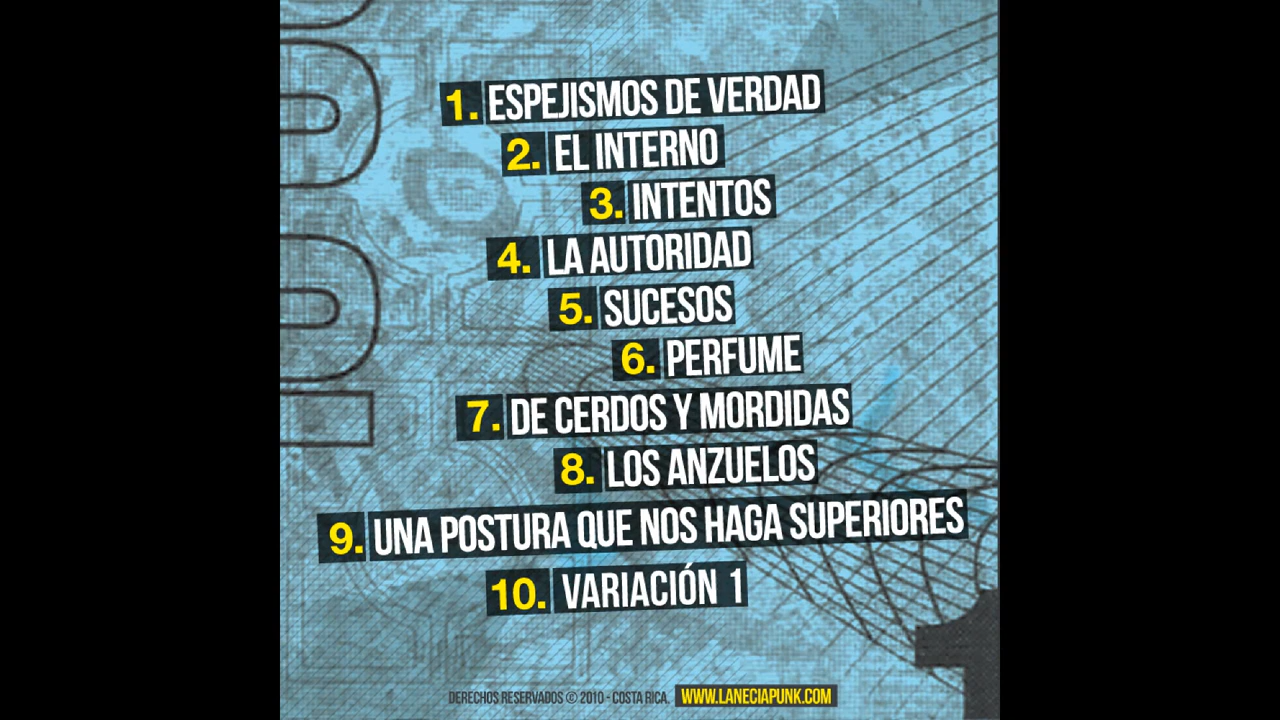 1. ESPEJISMOS DE VERDAD
2. EL INTERNO
3. INTENTOS
4. LA AUTORIDAD
5. SUCESOS
6. PERFUME
7. DE CERDOS Y MORDIDAS
8. LOS ANZUELOS
9. UNA POSTURA QUE NOS HAGA SUPERIORES
10. VARIACIÓN 1
DERECHOS RESERVADOS © 2010 - COSTA RICA. WWW.LANECIAPUNK.COM